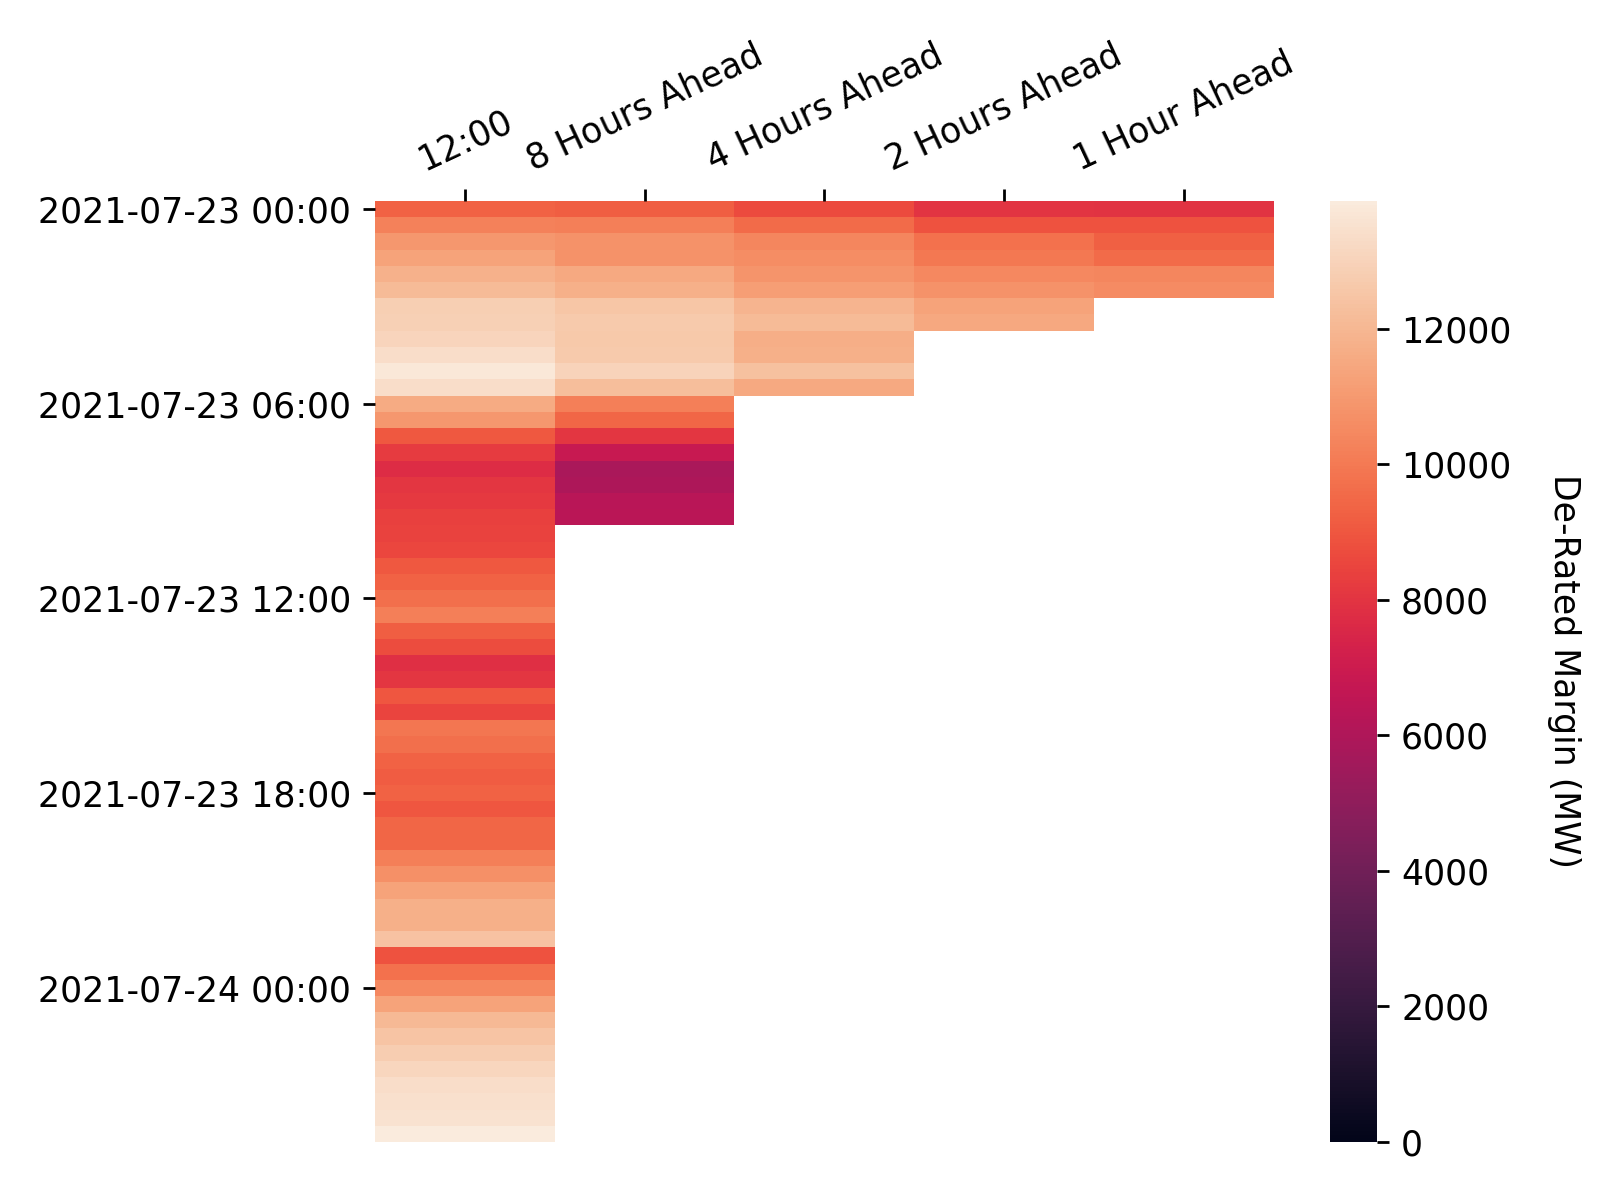 12:00
8 Hours Ahead
4 Hours Ahead
2 Hours Ahead
1 Hour Ahead
2021-07-23 00:00
2021-07-23 06:00
2021-07-23 12:00
2021-07-23 18:00
2021-07-24 00:00
12000
10000
8000
6000
4000
2000
0
De-Rated Margin (MW)